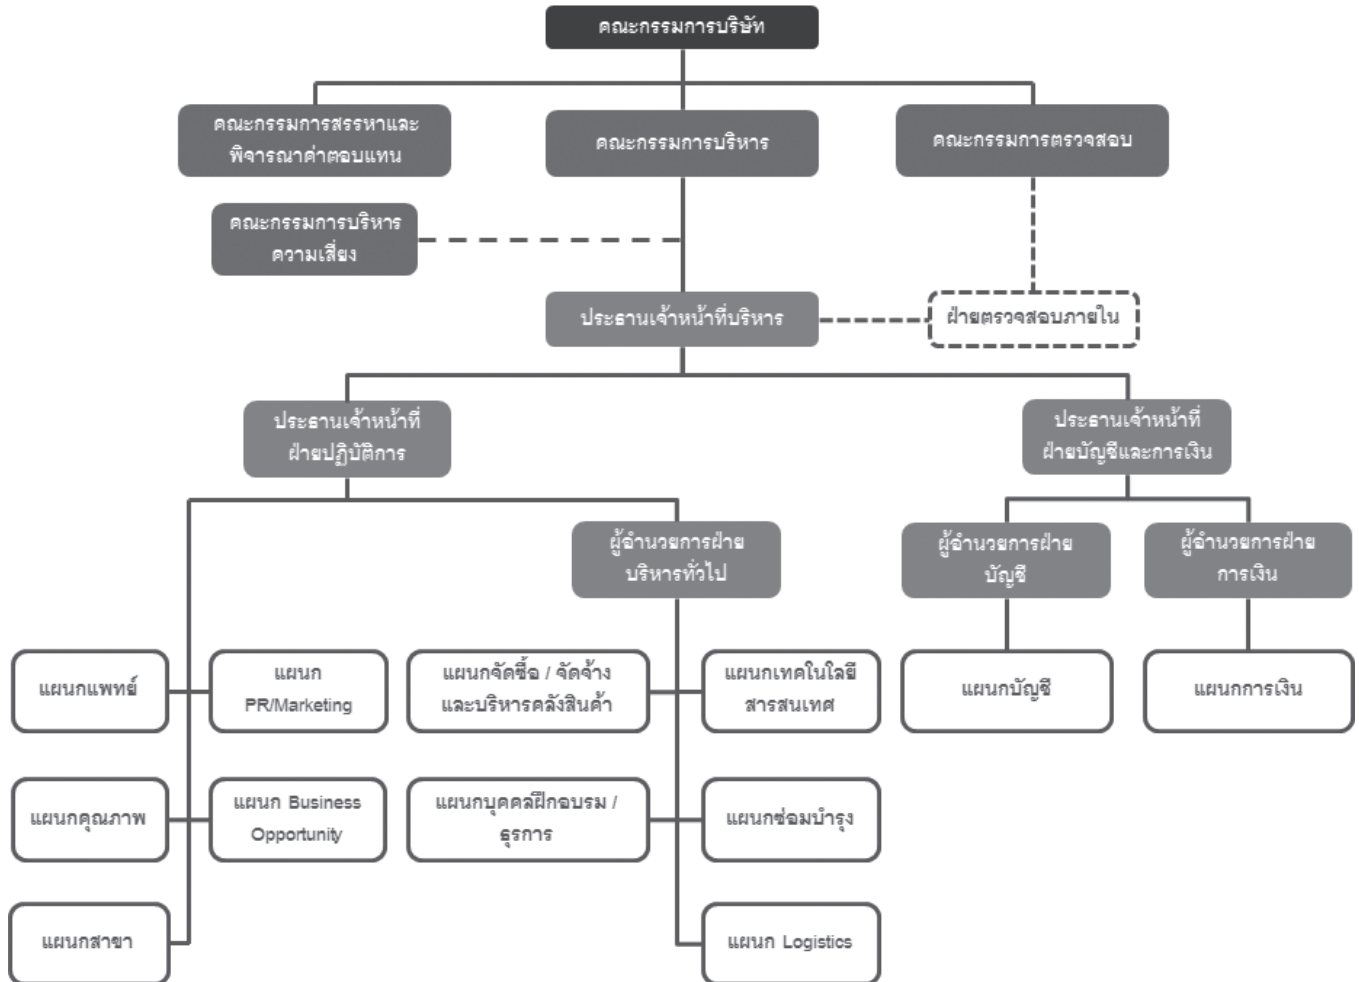 คณะกรรมการบริษัท
คณะกรรมการสรรหาและ
พิจารณาค่าตอบแทน
คณะกรรมการบริหาร
คณะกรรมการตรวจสอบ
คณะกรรมการบริหาร
ความเสี่ยง
ประธานเจ้าหน้าที่บริหาร
ฝ่ายตรวจสอบภายใน
ประธานเจ้าหน้าที่
ฝ่ายปฏิบัติการ
ประธานเจ้าหน้าที่
ฝ่ายบัญชีและการเงิน
ผู้อำนวยการฝ่าย
บริหารทั่วไป
ผู้อำนวยการฝ่าย
บัญชี
ผู้อำนวยการฝ่าย
การเงิน
แผนกแพทย์
แผนก
PR/Marketing
แผนกจัดซื้อ / จัดจ้าง
และบริหารคลังสินค้า
แผนกเทคโนโลยี
สารสนเทศ
แผนกบัญชี
แผนกการเงิน
แผนกคุณภาพ
แผนก Business
Opportunity
แผนกบุคคลฝึกอบรม /
ธุรการ
แผนกซ่อมบำรุง
แผนกสาขา
แผนก Logistics